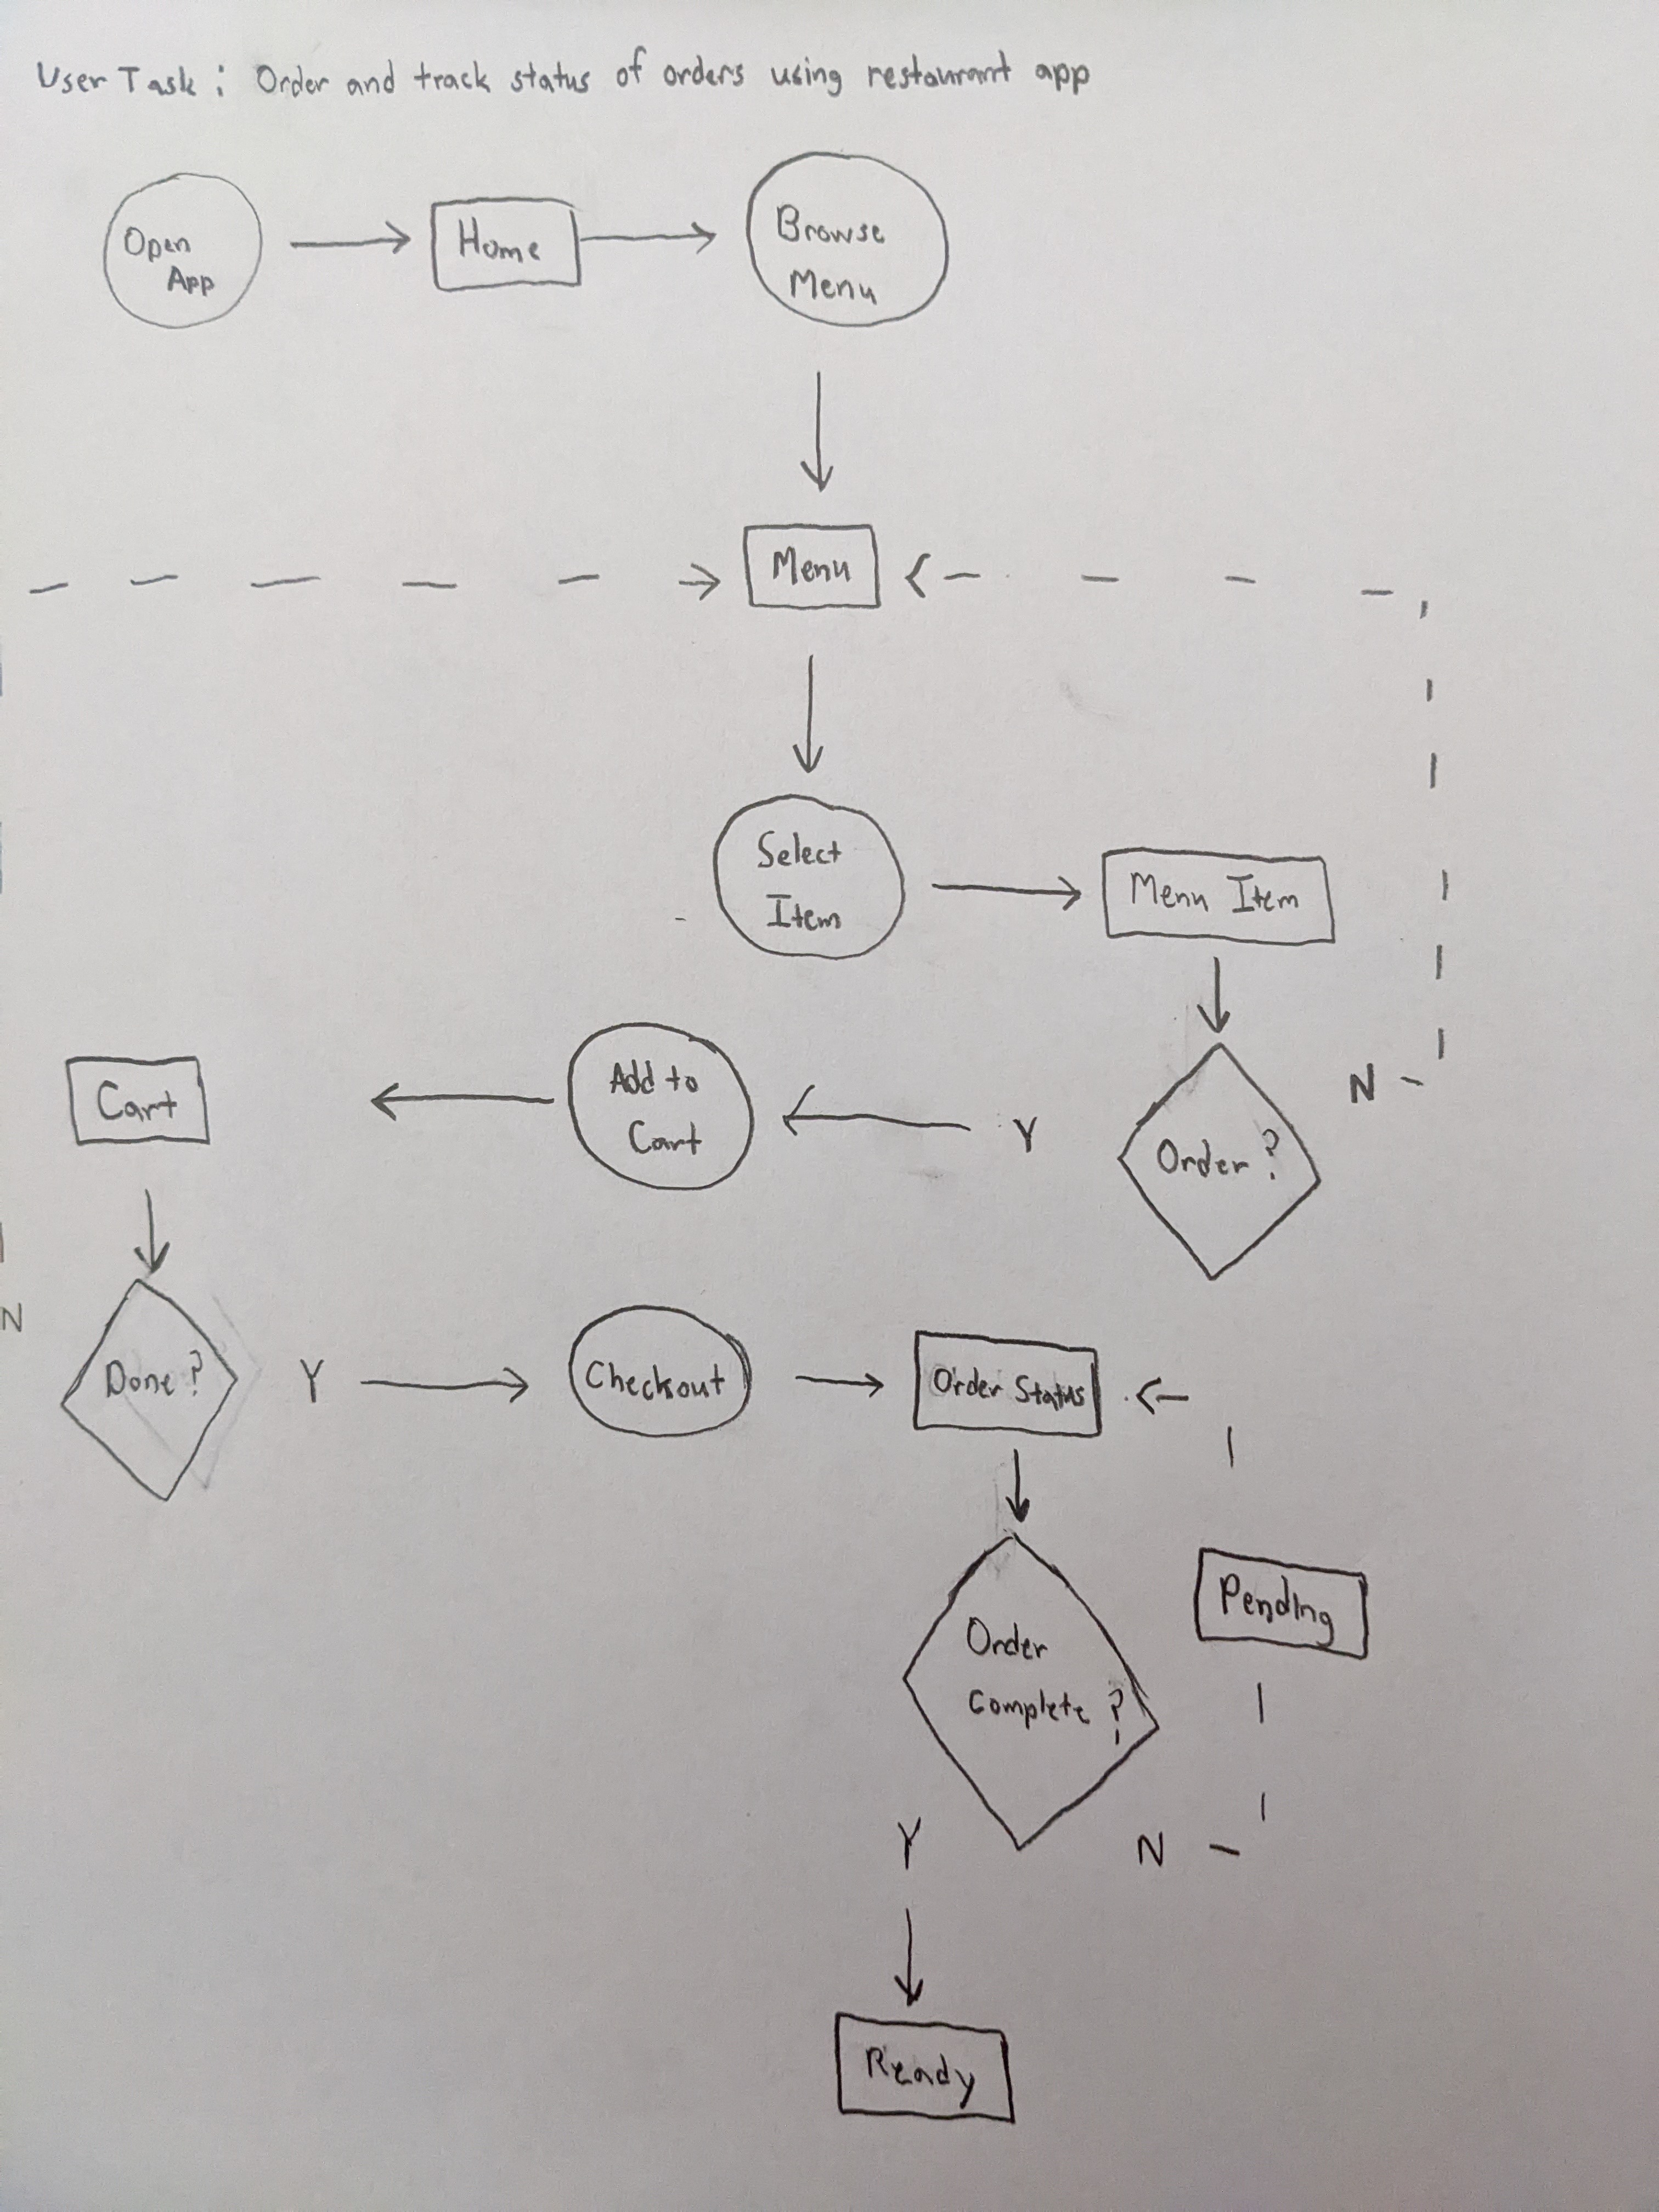 User Task: Order and track status of orders using restaurant app
Open
App
Home
Browse
Menu
Menu
Select
Item
Menu Item
Cart
Add to
Cart
Y
Order?
N
N
Done?
Y
Checkout
Order Status
Order
Complete?
Pending
Y
N
Ready